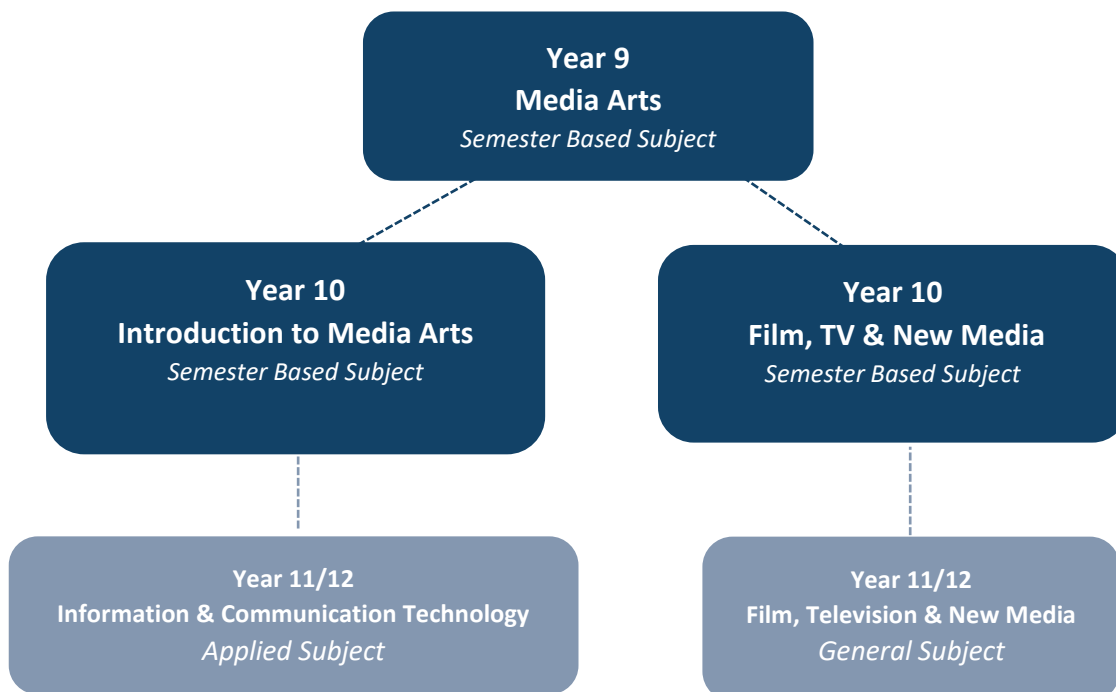 Year 9
Media Arts
Semester Based Subject
Year 10
Introduction to Media Arts
Semester Based Subject
Year 10
Film, TV & New Media
Semester Based Subject
Year 11/12
Information & Communication Technology
Applied Subject
Year 11/12
Film, Television & New Media
General Subject